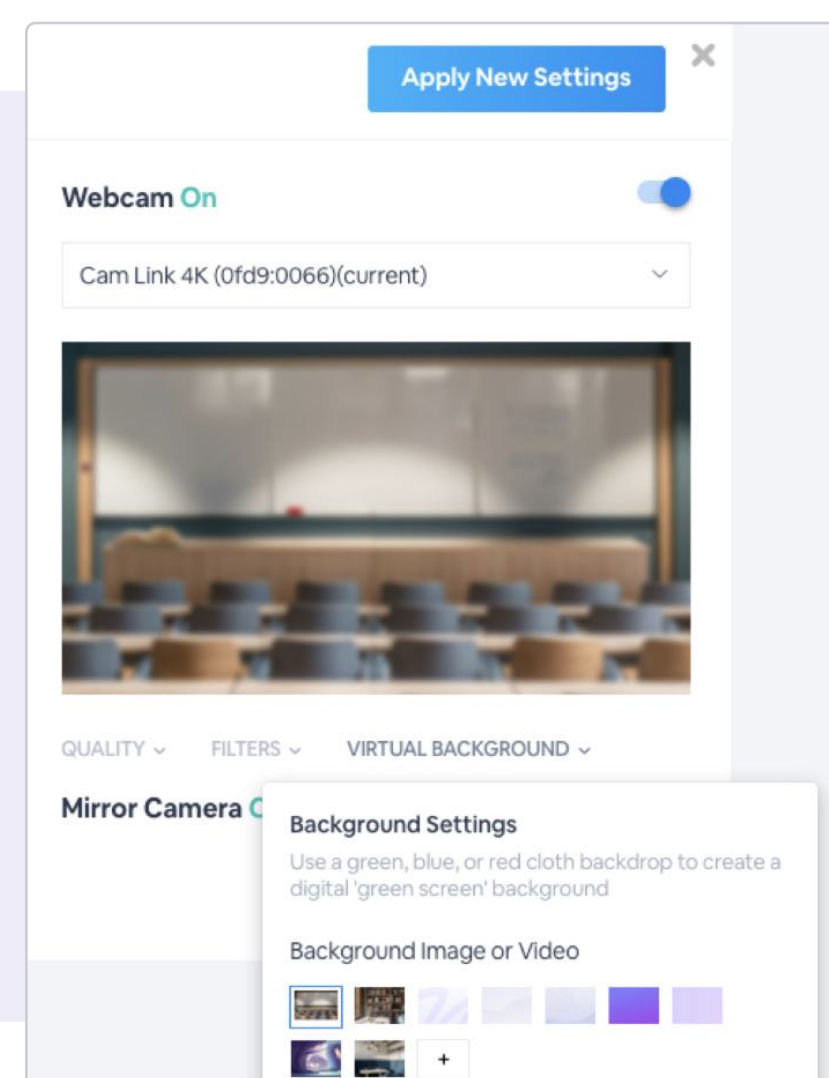 Apply New Settings
Webcam On
Cam Link 4K (0fd9:0066)(current)
QUALITY
FILTERS
VIRTUAL BACKGROUND
Mirror Camera
Background Settings
Use a green, blue, or red cloth backdrop to create a
digital 'green screen' background
Background Image or Video
+